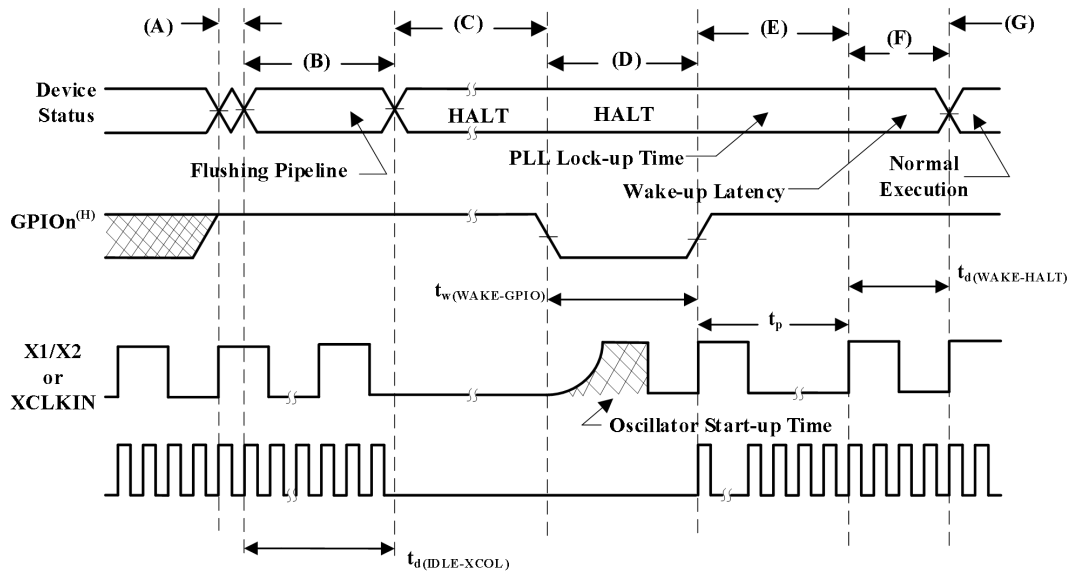 (A)
(B)
(C)
(D)
(E)
(F)
(G)
Device
Status
HALT
HALT
Flushing Pipeline
PLL Lock-up Time
Wake-up Latency
Normal
Execution
GPIOn(H)
tw(WAKE-GPIO)
td(WAKE-HALT)
tp
X1/X2
or
XCLKIN
Oscillator Start-up Time
td(IDLE-XCOL)